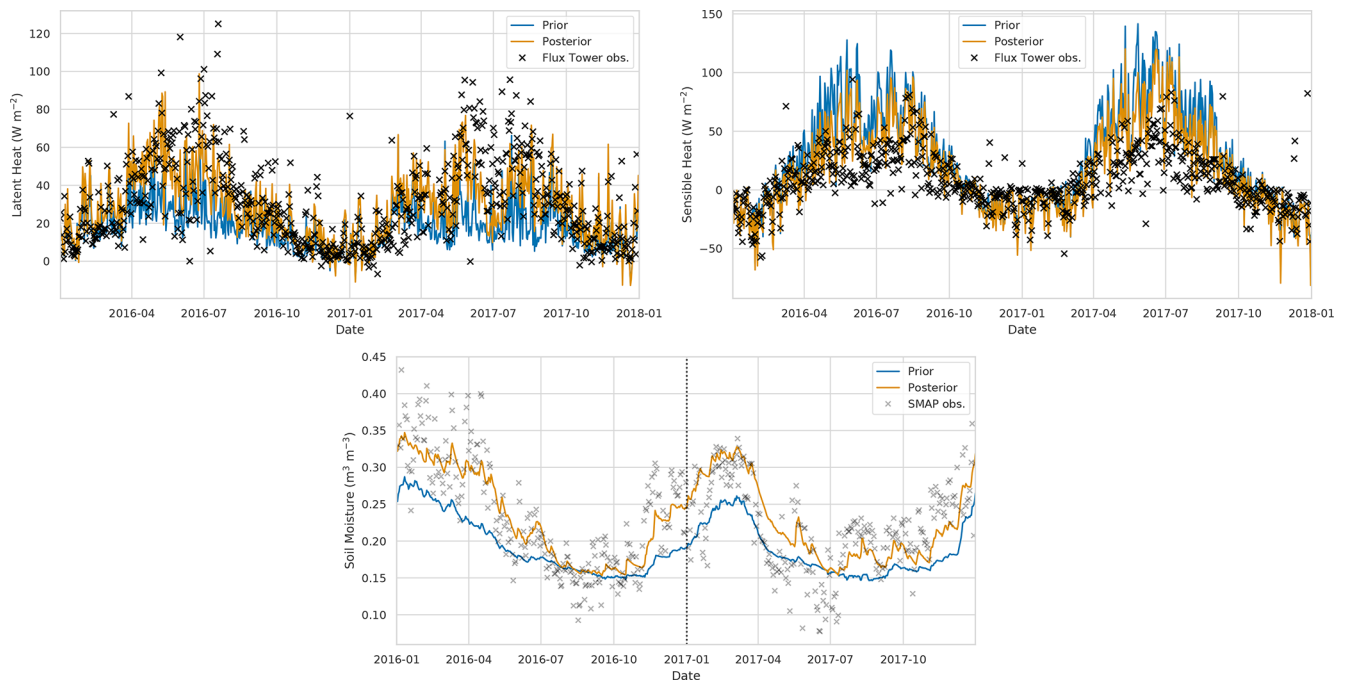 120
100
80
60
40
20
0
Latent Heat (W m⁻²)
Prior
Posterior
Flux Tower obs.
2016-04 2016-07 2016-10 2017-01 2017-04 2017-07 2017-10 2018-01
Date
150
100
50
0
−50
Sensible Heat (W m⁻²)
Prior
Posterior
Flux Tower obs.
2016-04 2016-07 2016-10 2017-01 2017-04 2017-07 2017-10 2018-01
Date
0.45
0.40
0.35
0.30
0.25
0.20
0.15
0.10
Soil Moisture (m³ m⁻³)
Prior
Posterior
SMAP obs.
2016-01 2016-04 2016-07 2016-10 2017-01 2017-04 2017-07 2017-10
Date